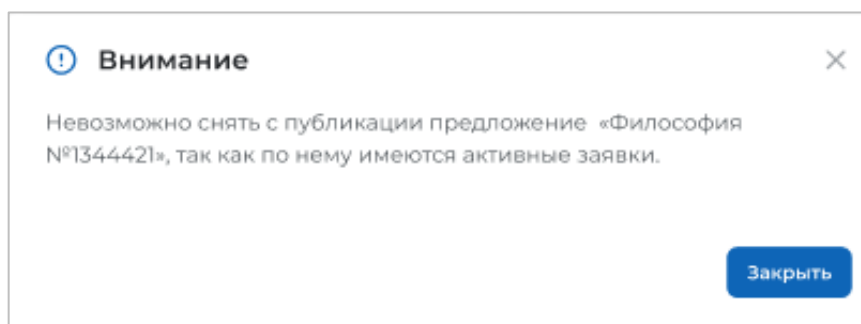 Внимание
Невозможно снять с публикации предложение «Философия
№1344421», так как по нему имеются активные заявки.
Закрыть